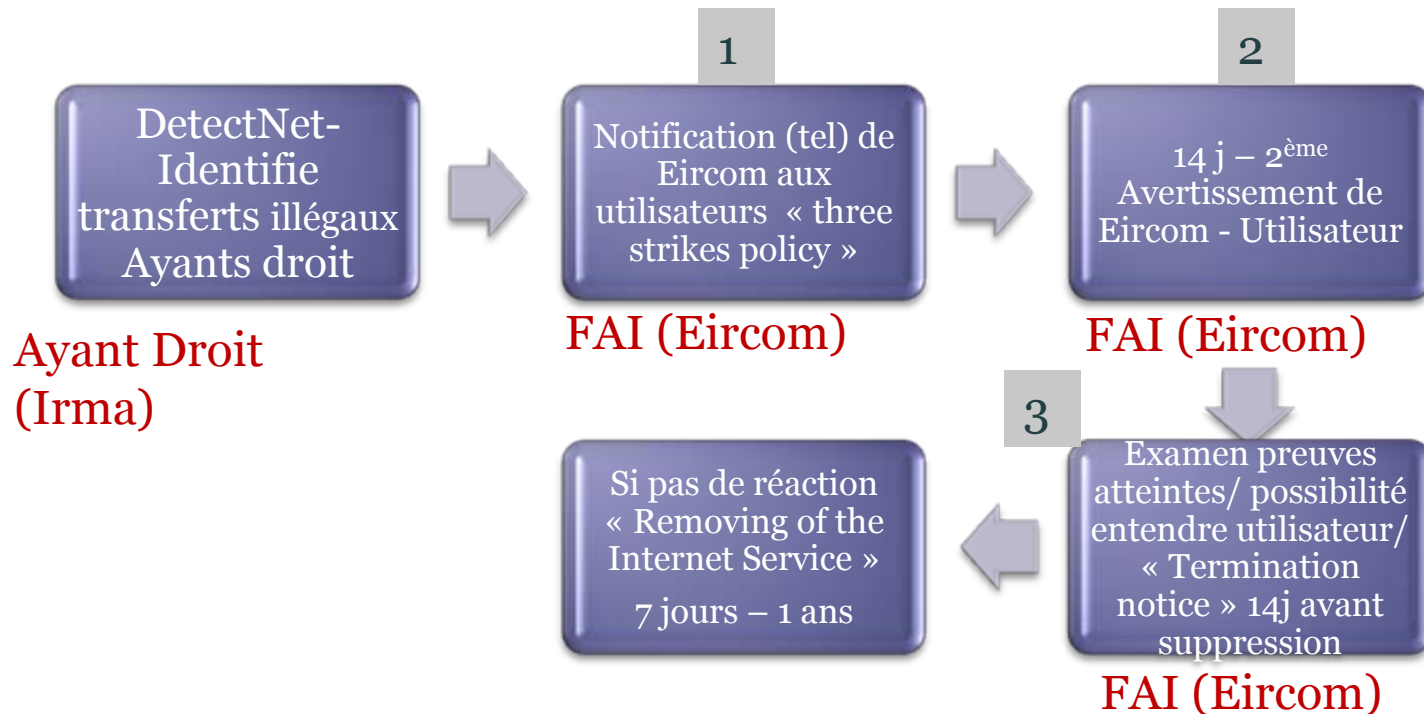 1
2
DetectNet-
Identifie
transferts illégaux
Ayants droit
Notification (tel) de
Eircom aux
utilisateurs « three
strikes policy »
14 j – 2ème
Avertissement de
Eircom - Utilisateur
Ayant Droit
(Irma)
FAI (Eircom)
FAI (Eircom)
3
Examen preuves
atteintes/ possibilité
entendre utilisateur/
« Termination
notice » 14j avant
suppression
Si pas de réaction
« Removing of the
Internet Service »
7 jours – 1 ans
FAI (Eircom)